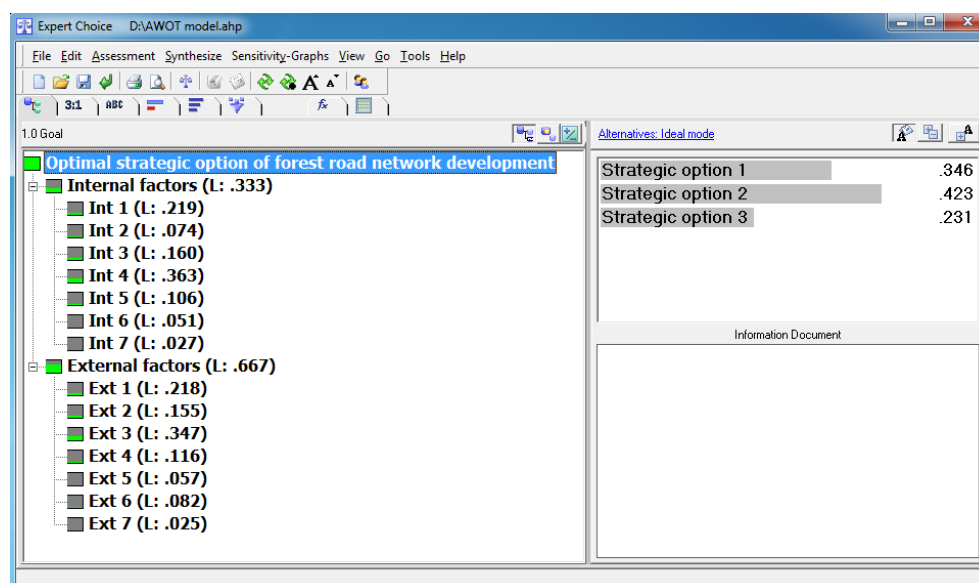 Expert Choice D:\AWOT model.ahp
File Edit Assessment Synthesize Sensitivity-Graphs View Go Tools Help
3:1 ABC fx
1.0 Goal
Alternatives: Ideal mode
Optimal strategic option of forest road network development
Internal factors (L: .333)
Int 1 (L: .219)
Int 2 (L: .074)
Int 3 (L: .160)
Int 4 (L: .363)
Int 5 (L: .106)
Int 6 (L: .051)
Int 7 (L: .027)
External factors (L: .667)
Ext 1 (L: .218)
Ext 2 (L: .155)
Ext 3 (L: .347)
Ext 4 (L: .116)
Ext 5 (L: .057)
Ext 6 (L: .082)
Ext 7 (L: .025)
Strategic option 1 .346
Strategic option 2 .423
Strategic option 3 .231
Information Document